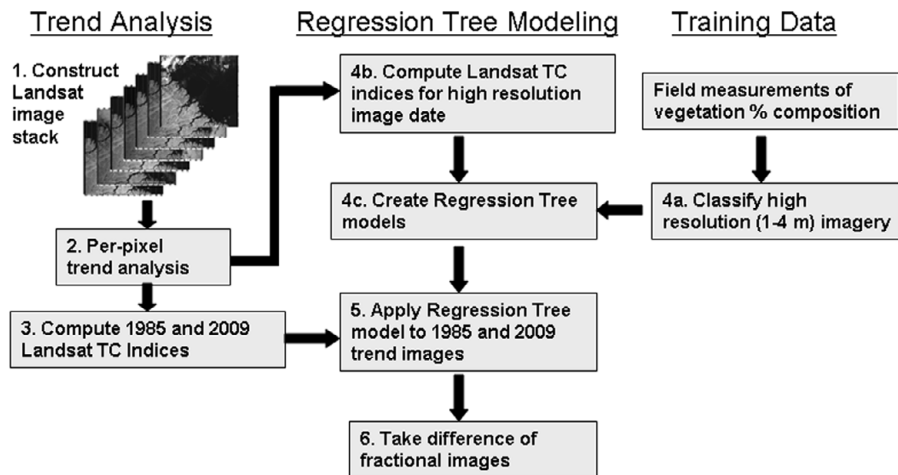 Trend Analysis
1. Construct
Landsat
image
stack
2. Per-pixel
trend analysis
3. Compute 1985 and 2009
Landsat TC Indices
Regression Tree Modeling
4b. Compute Landsat TC
indices for high resolution
image date
4c. Create Regression Tree
models
5. Apply Regression Tree
model to 1985 and 2009
trend images
6. Take difference of
fractional images
Training Data
Field measurements of
vegetation % composition
4a. Classify high
resolution (1-4 m) imagery